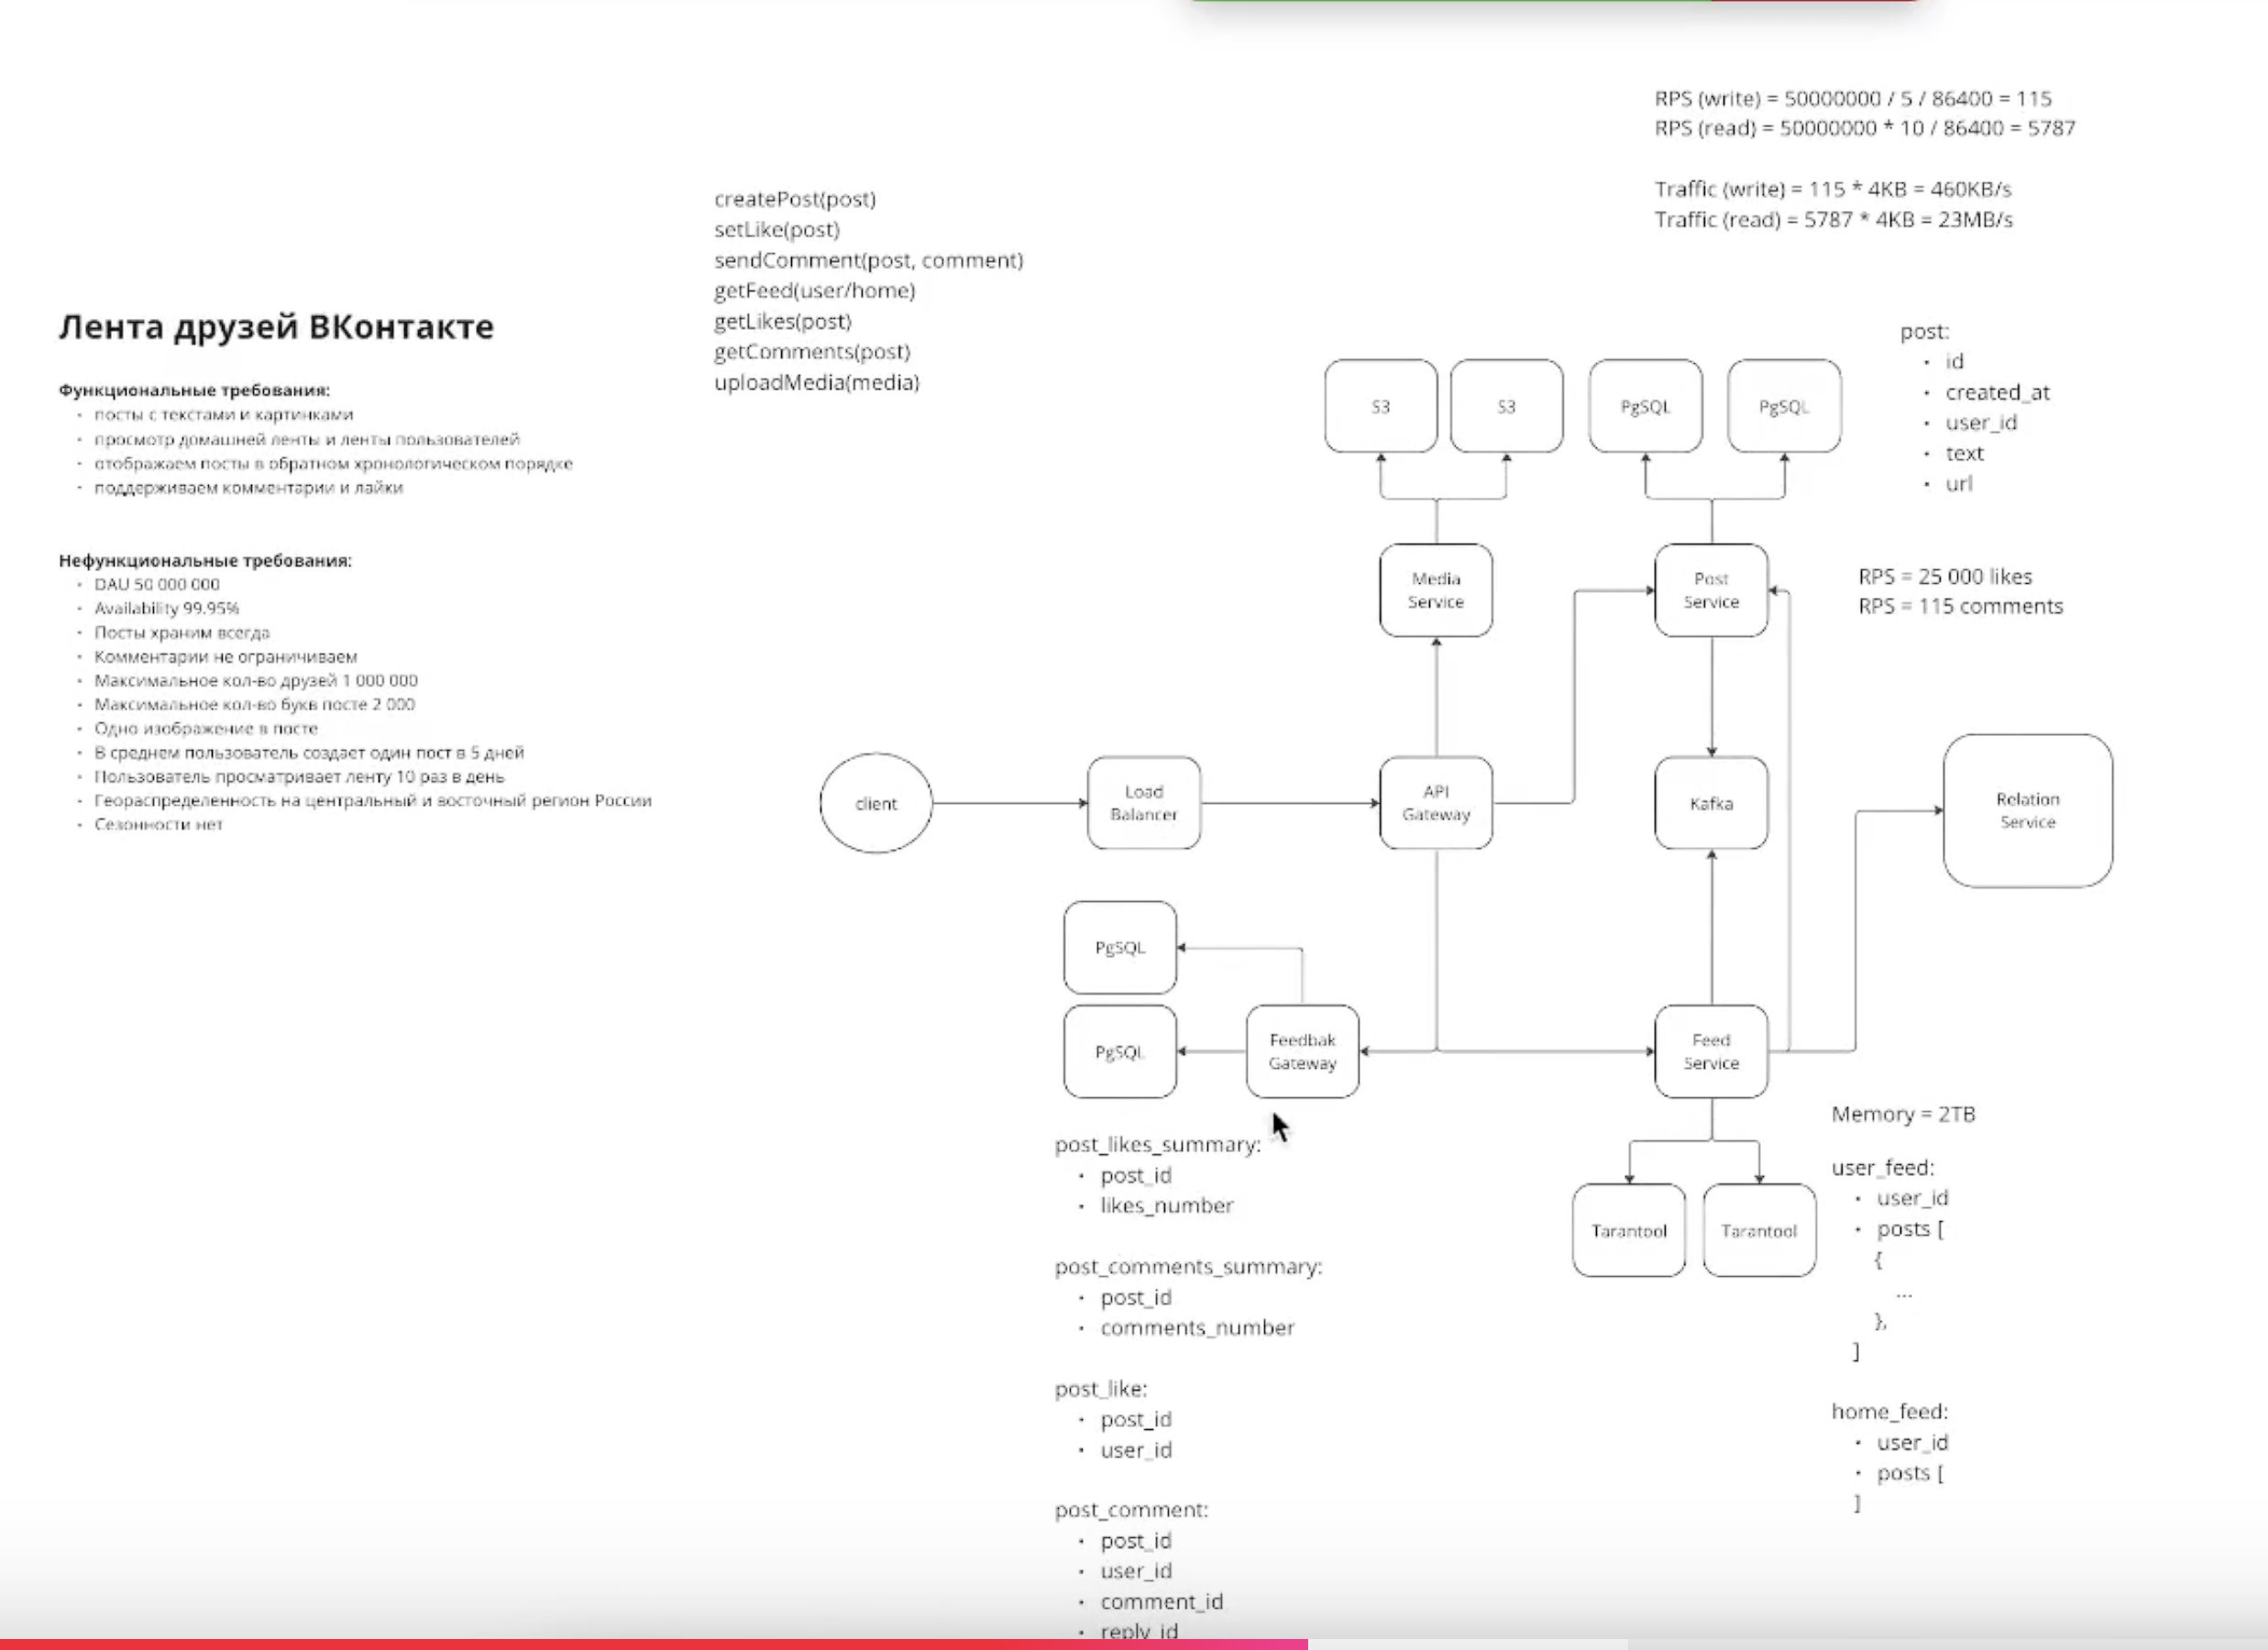 RPS (write) = 50000000 / 5 / 86400 = 115
RPS (read) = 50000000 * 10 / 86400 = 5787
Traffic (write) = 115 * 4KB = 460KB/s
Traffic (read) = 5787 * 4KB = 23MB/s
createPost(post)
setLike(post)
sendComment(post, comment)
getFeed(user/home)
getLikes(post)
getComments(post)
uploadMedia(media)
Лента друзей ВКонтакте
Функциональные требования:
· посты с текстами и картинками
· просмотр домашней ленты и ленты пользователей
· отображаем посты в обратном хронологическом порядке
· поддерживаем комментарии и лайки
Нефункциональные требования:
· DAU 50 000 000
· Availability 99.95%
· Посты храним всегда
· Комментарии не ограничиваем
· Максимальное кол-во друзей 1 000 000
· Максимальное кол-во букв посте 2 000
· Одно изображение в посте
· В среднем пользователь создает один пост в 5 дней
· Пользователь просматривает ленту 10 раз в день
· Геораспределенность на центральный и восточный регион России
· Сезонности нет
post:
· id
· created_at
· user_id
· text
· url
S3
S3
PgSQL
PgSQL
Media
Service
Post
Service
RPS = 25 000 likes
RPS = 115 comments
client
Load
Balancer
API
Gateway
Kafka
Relation
Service
PgSQL
PgSQL
Feedbak
Gateway
Feed
Service
Tarantool
Tarantool
Memory = 2TB
user_feed:
· user_id
· posts [
{
...
},
]
home_feed:
· user_id
· posts [
]
post_likes_summary:
· post_id
· likes_number
post_comments_summary:
· post_id
· comments_number
post_like:
· post_id
· user_id
post_comment:
· post_id
· user_id
· comment_id
· reply_id